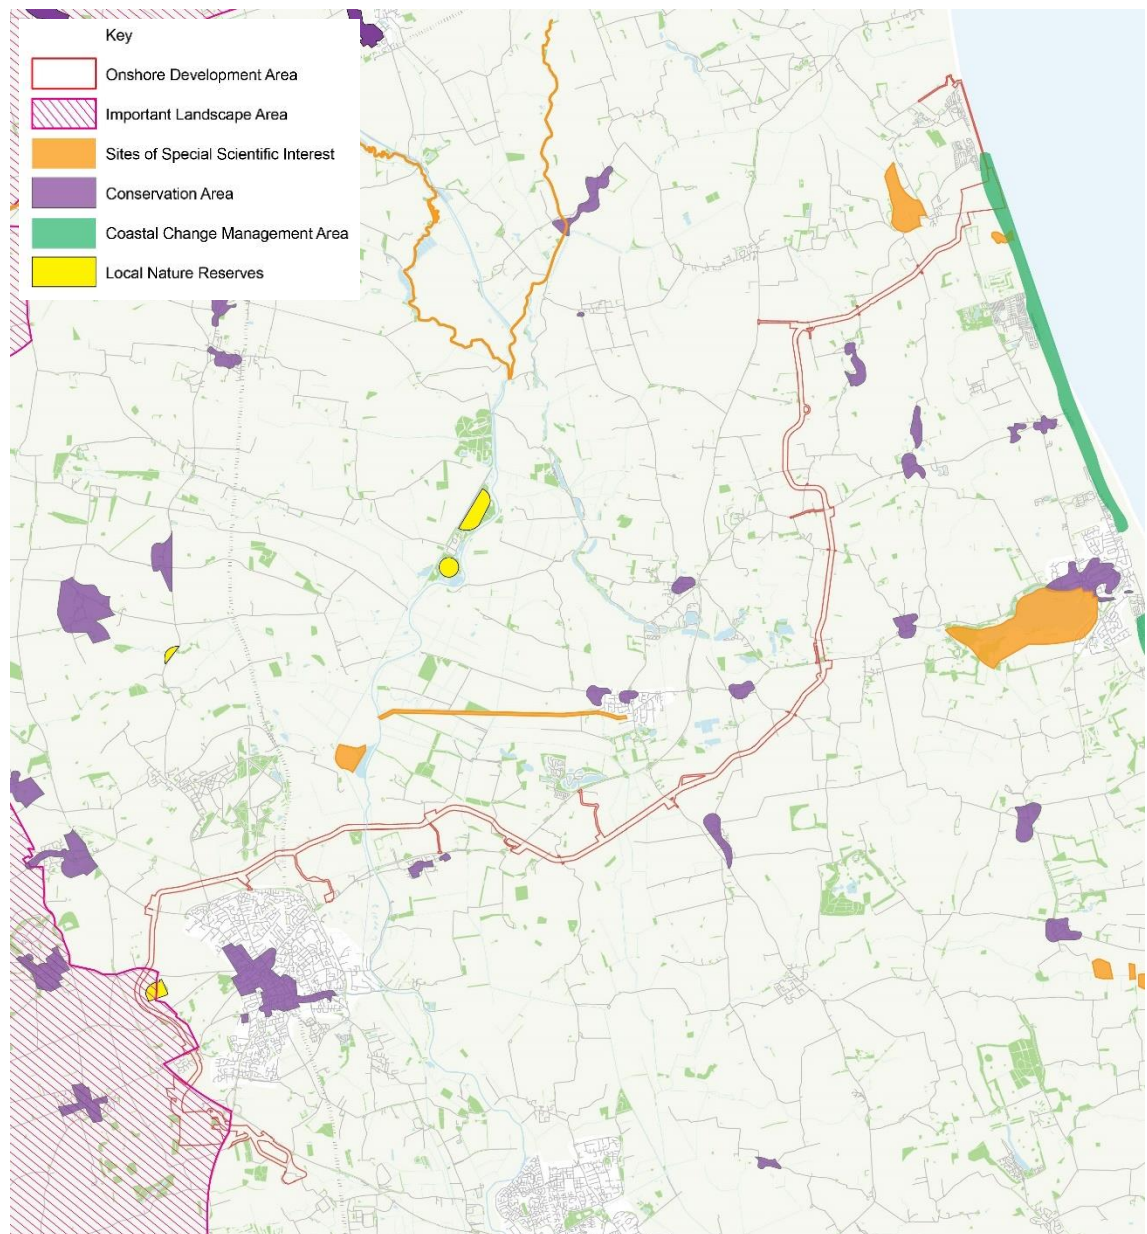 Key
Onshore Development Area
Important Landscape Area
Sites of Special Scientific Interest
Conservation Area
Coastal Change Management Area
Local Nature Reserves